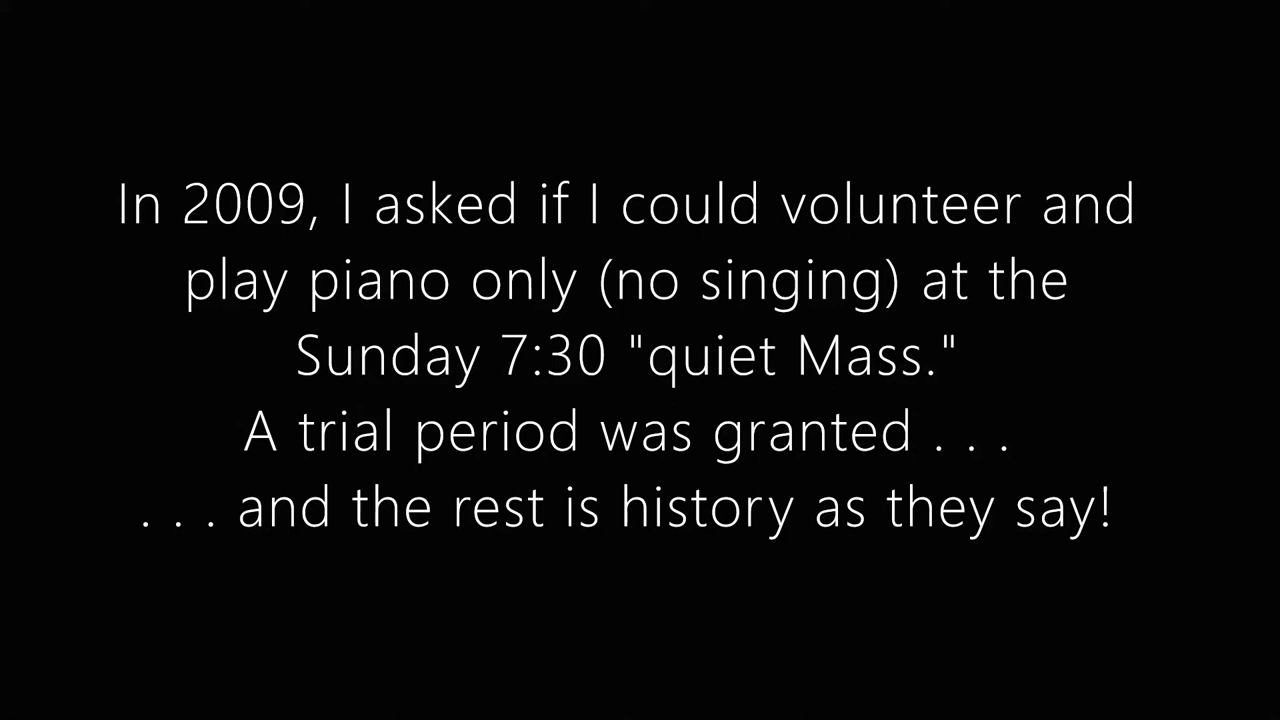 In 2009, I asked if I could volunteer and
play piano only (no singing) at the
Sunday 7:30 "quiet Mass."
A trial period was granted . . .
. . . and the rest is history as they say!